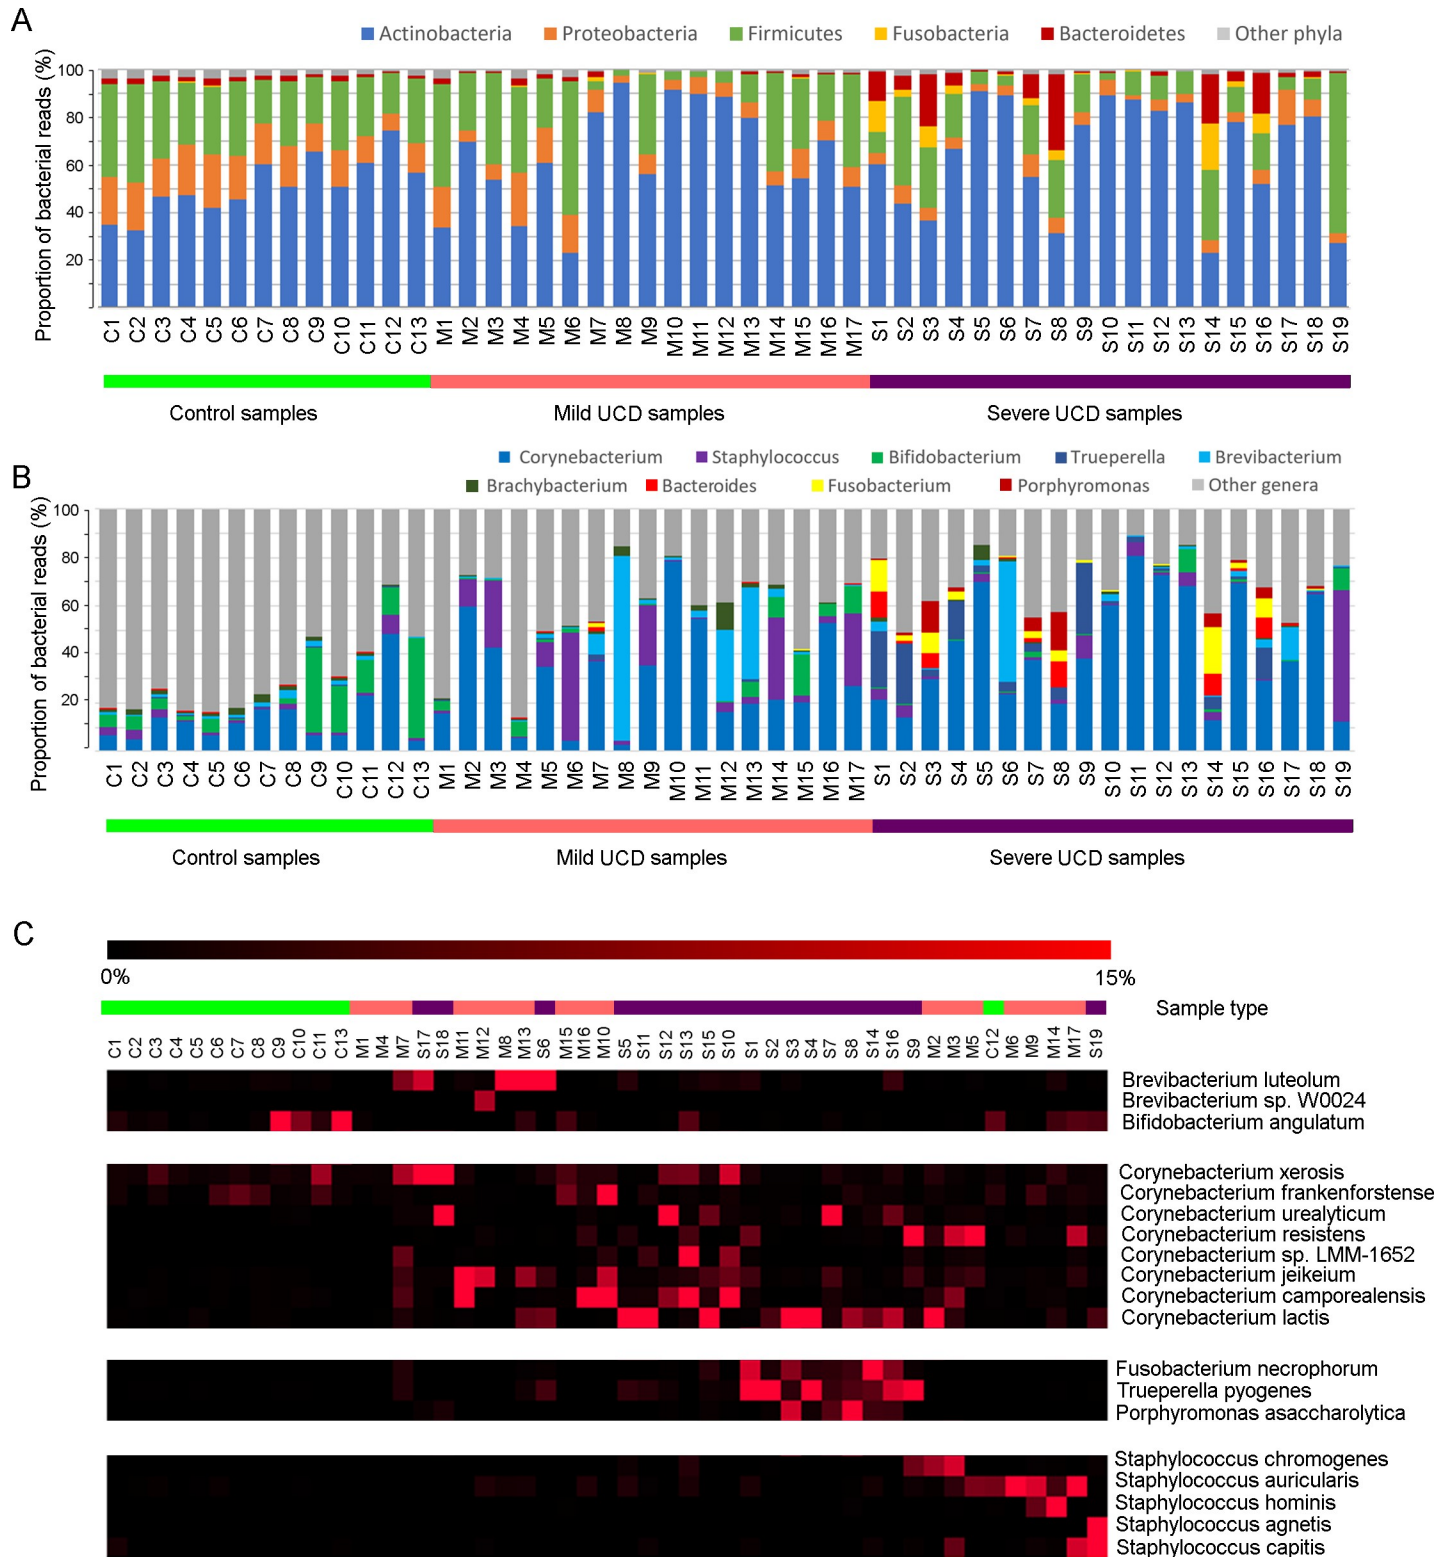 A
Actinobacteria Proteobacteria Firmicutes Fusobacteria Bacteroidetes Other phyla
Proportion of bacterial reads (%)
100
80
60
40
20
C1 C2 C3 C4 C5 C6 C7 C8 C9 C10 C11 C12 C13 M1 M2 M3 M4 M5 M6 M7 M8 M9 M10 M11 M12 M13 M14 M15 M16 M17 S1 S2 S3 S4 S5 S6 S7 S8 S9 S10 S11 S12 S13 S14 S15 S16 S17 S18 S19
Control samples Mild UCD samples Severe UCD samples
B
Corynebacterium Staphylococcus Bifidobacterium Trueperella Brevibacterium
Brachybacterium Bacteroides Fusobacterium Porphyromonas Other genera
Proportion of bacterial reads (%)
100
80
60
40
20
C1 C2 C3 C4 C5 C6 C7 C8 C9 C10 C11 C12 C13 M1 M2 M3 M4 M5 M6 M7 M8 M9 M10 M11 M12 M13 M14 M15 M16 M17 S1 S2 S3 S4 S5 S6 S7 S8 S9 S10 S11 S12 S13 S14 S15 S16 S17 S18 S19
Control samples Mild UCD samples Severe UCD samples
C
0% 15%
Sample type
C1 C2 C3 C4 C5 C6 C7 C8 C9 C10 C11 C13 M1 M4 M7 S17 S18 M11 M12 M8 M13 S6 M15 M16 M10 S5 S11 S12 S13 S15 S10 S1 S2 S3 S4 S7 S8 S14 S16 S9 M2 M3 M5 C12 M6 M9 M14 M17 S19
Brevibacterium luteolum
Brevibacterium sp. W0024
Bifidobacterium angulatum
Corynebacterium xerosis
Corynebacterium frankenforstense
Corynebacterium urealyticum
Corynebacterium resistens
Corynebacterium sp. LMM-1652
Corynebacterium jeikeium
Corynebacterium camporealensis
Corynebacterium lactis
Fusobacterium necrophorum
Trueperella pyogenes
Porphyromonas asaccharolytica
Staphylococcus chromogenes
Staphylococcus auricularis
Staphylococcus hominis
Staphylococcus agnetis
Staphylococcus capitis